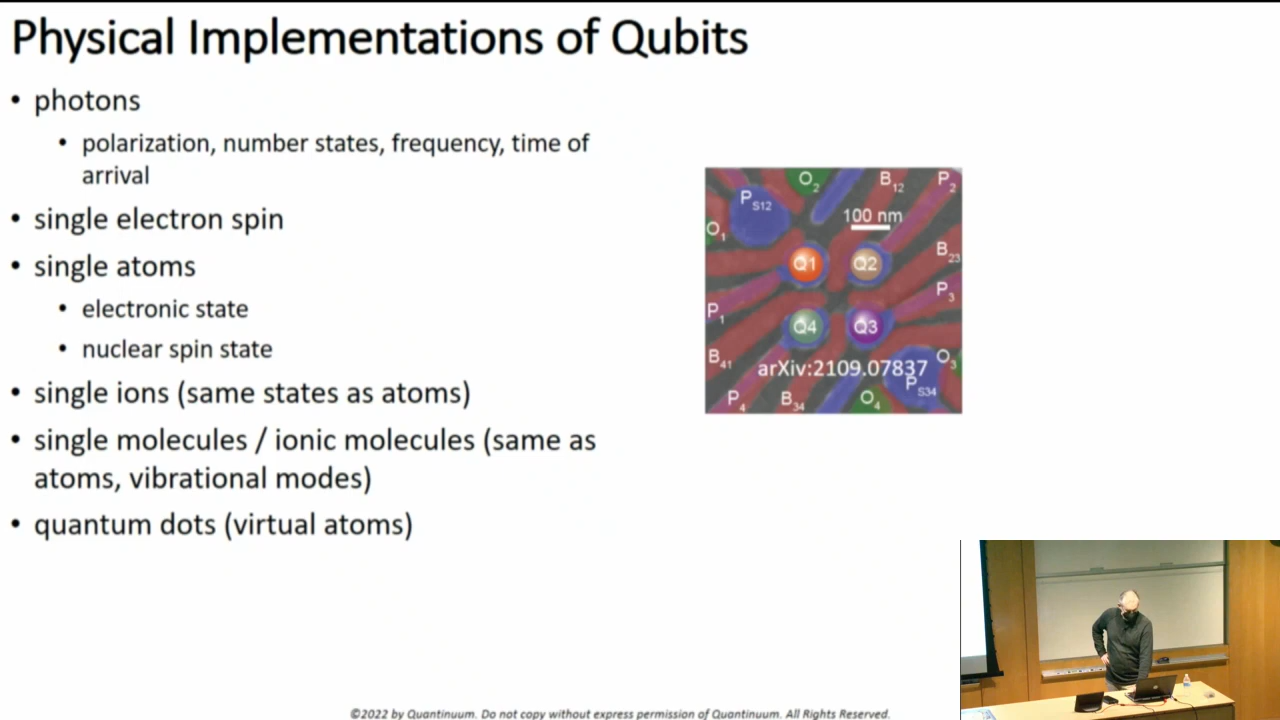 Physical Implementations of Qubits
• photons
• polarization, number states, frequency, time of
arrival
• single electron spin
• single atoms
• electronic state
• nuclear spin state
• single ions (same states as atoms)
• single molecules / ionic molecules (same as
atoms, vibrational modes)
• quantum dots (virtual atoms)
O2 B12 P2
PS12
100 nm
O1
B23
Q1 Q2
P3
P1
Q4 Q3
B41 O3
arXiv:2109.07837
PS34
P4 B34 O4
©2022 by Quantinuum. Do not copy without express permission of Quantinuum. All Rights Reserved.